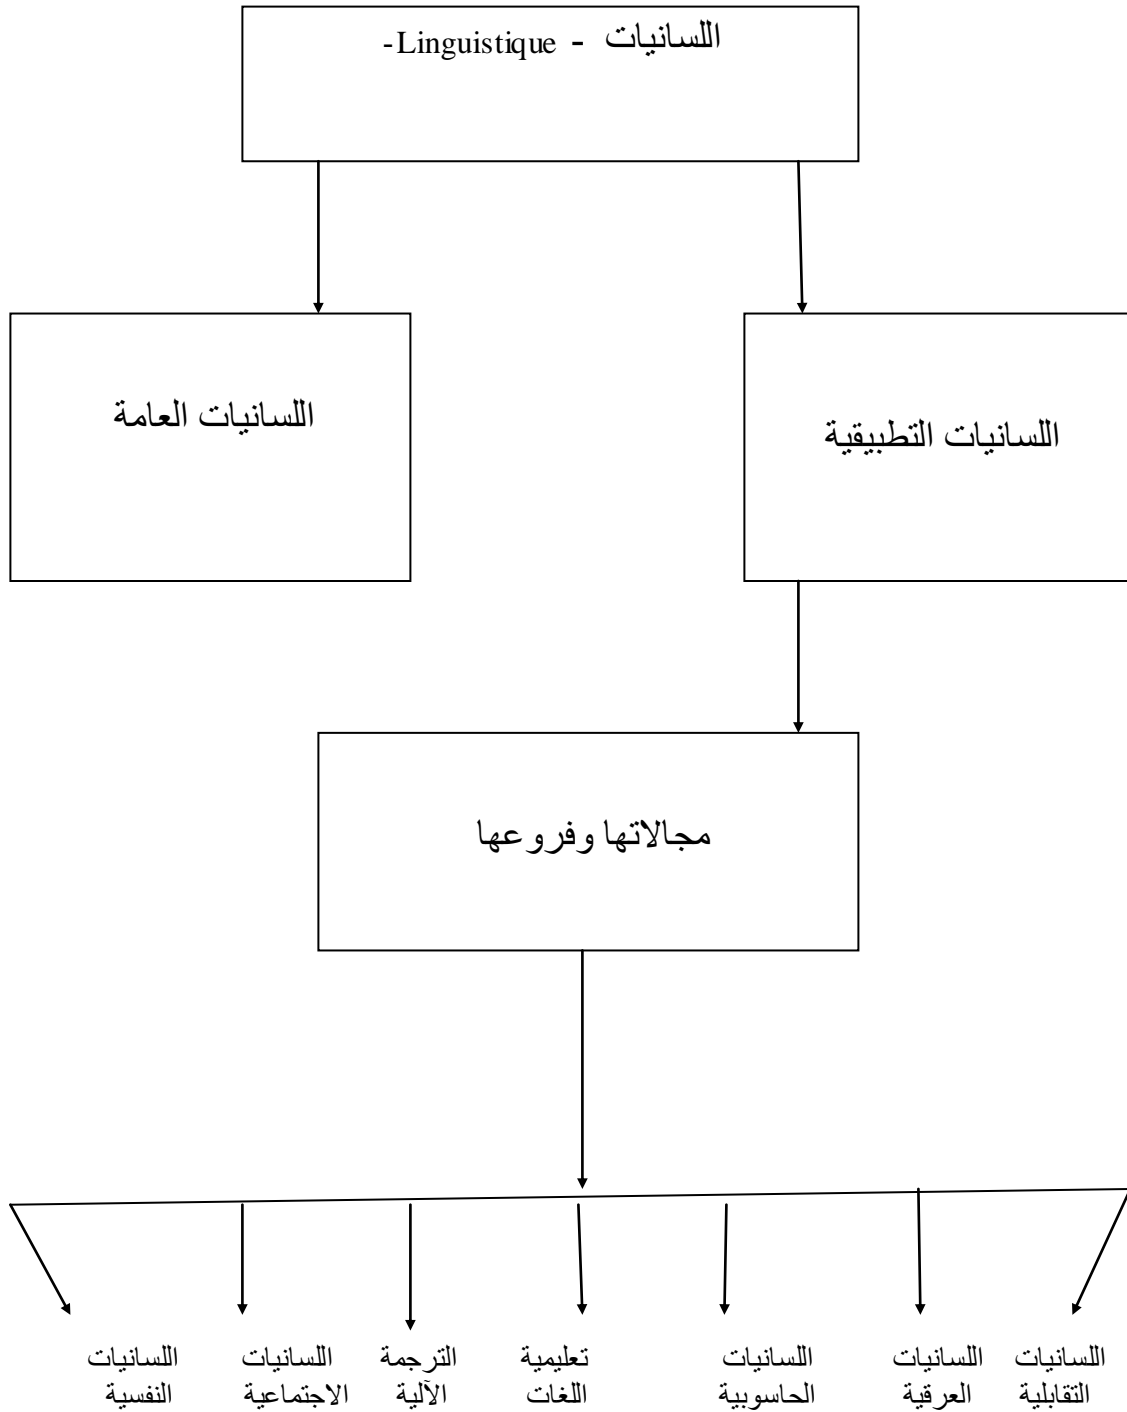 اللسانيات - Linguistique-
اللسانيات التطبيقية
اللسانيات العامة
مجالاتها وفروعها
اللسانيات
التقابلية
اللسانيات
العرقية
اللسانيات
الحاسوبية
تعليمية
اللغات
الترجمة
الآلية
اللسانيات
الاجتماعية
اللسانيات
النفسية